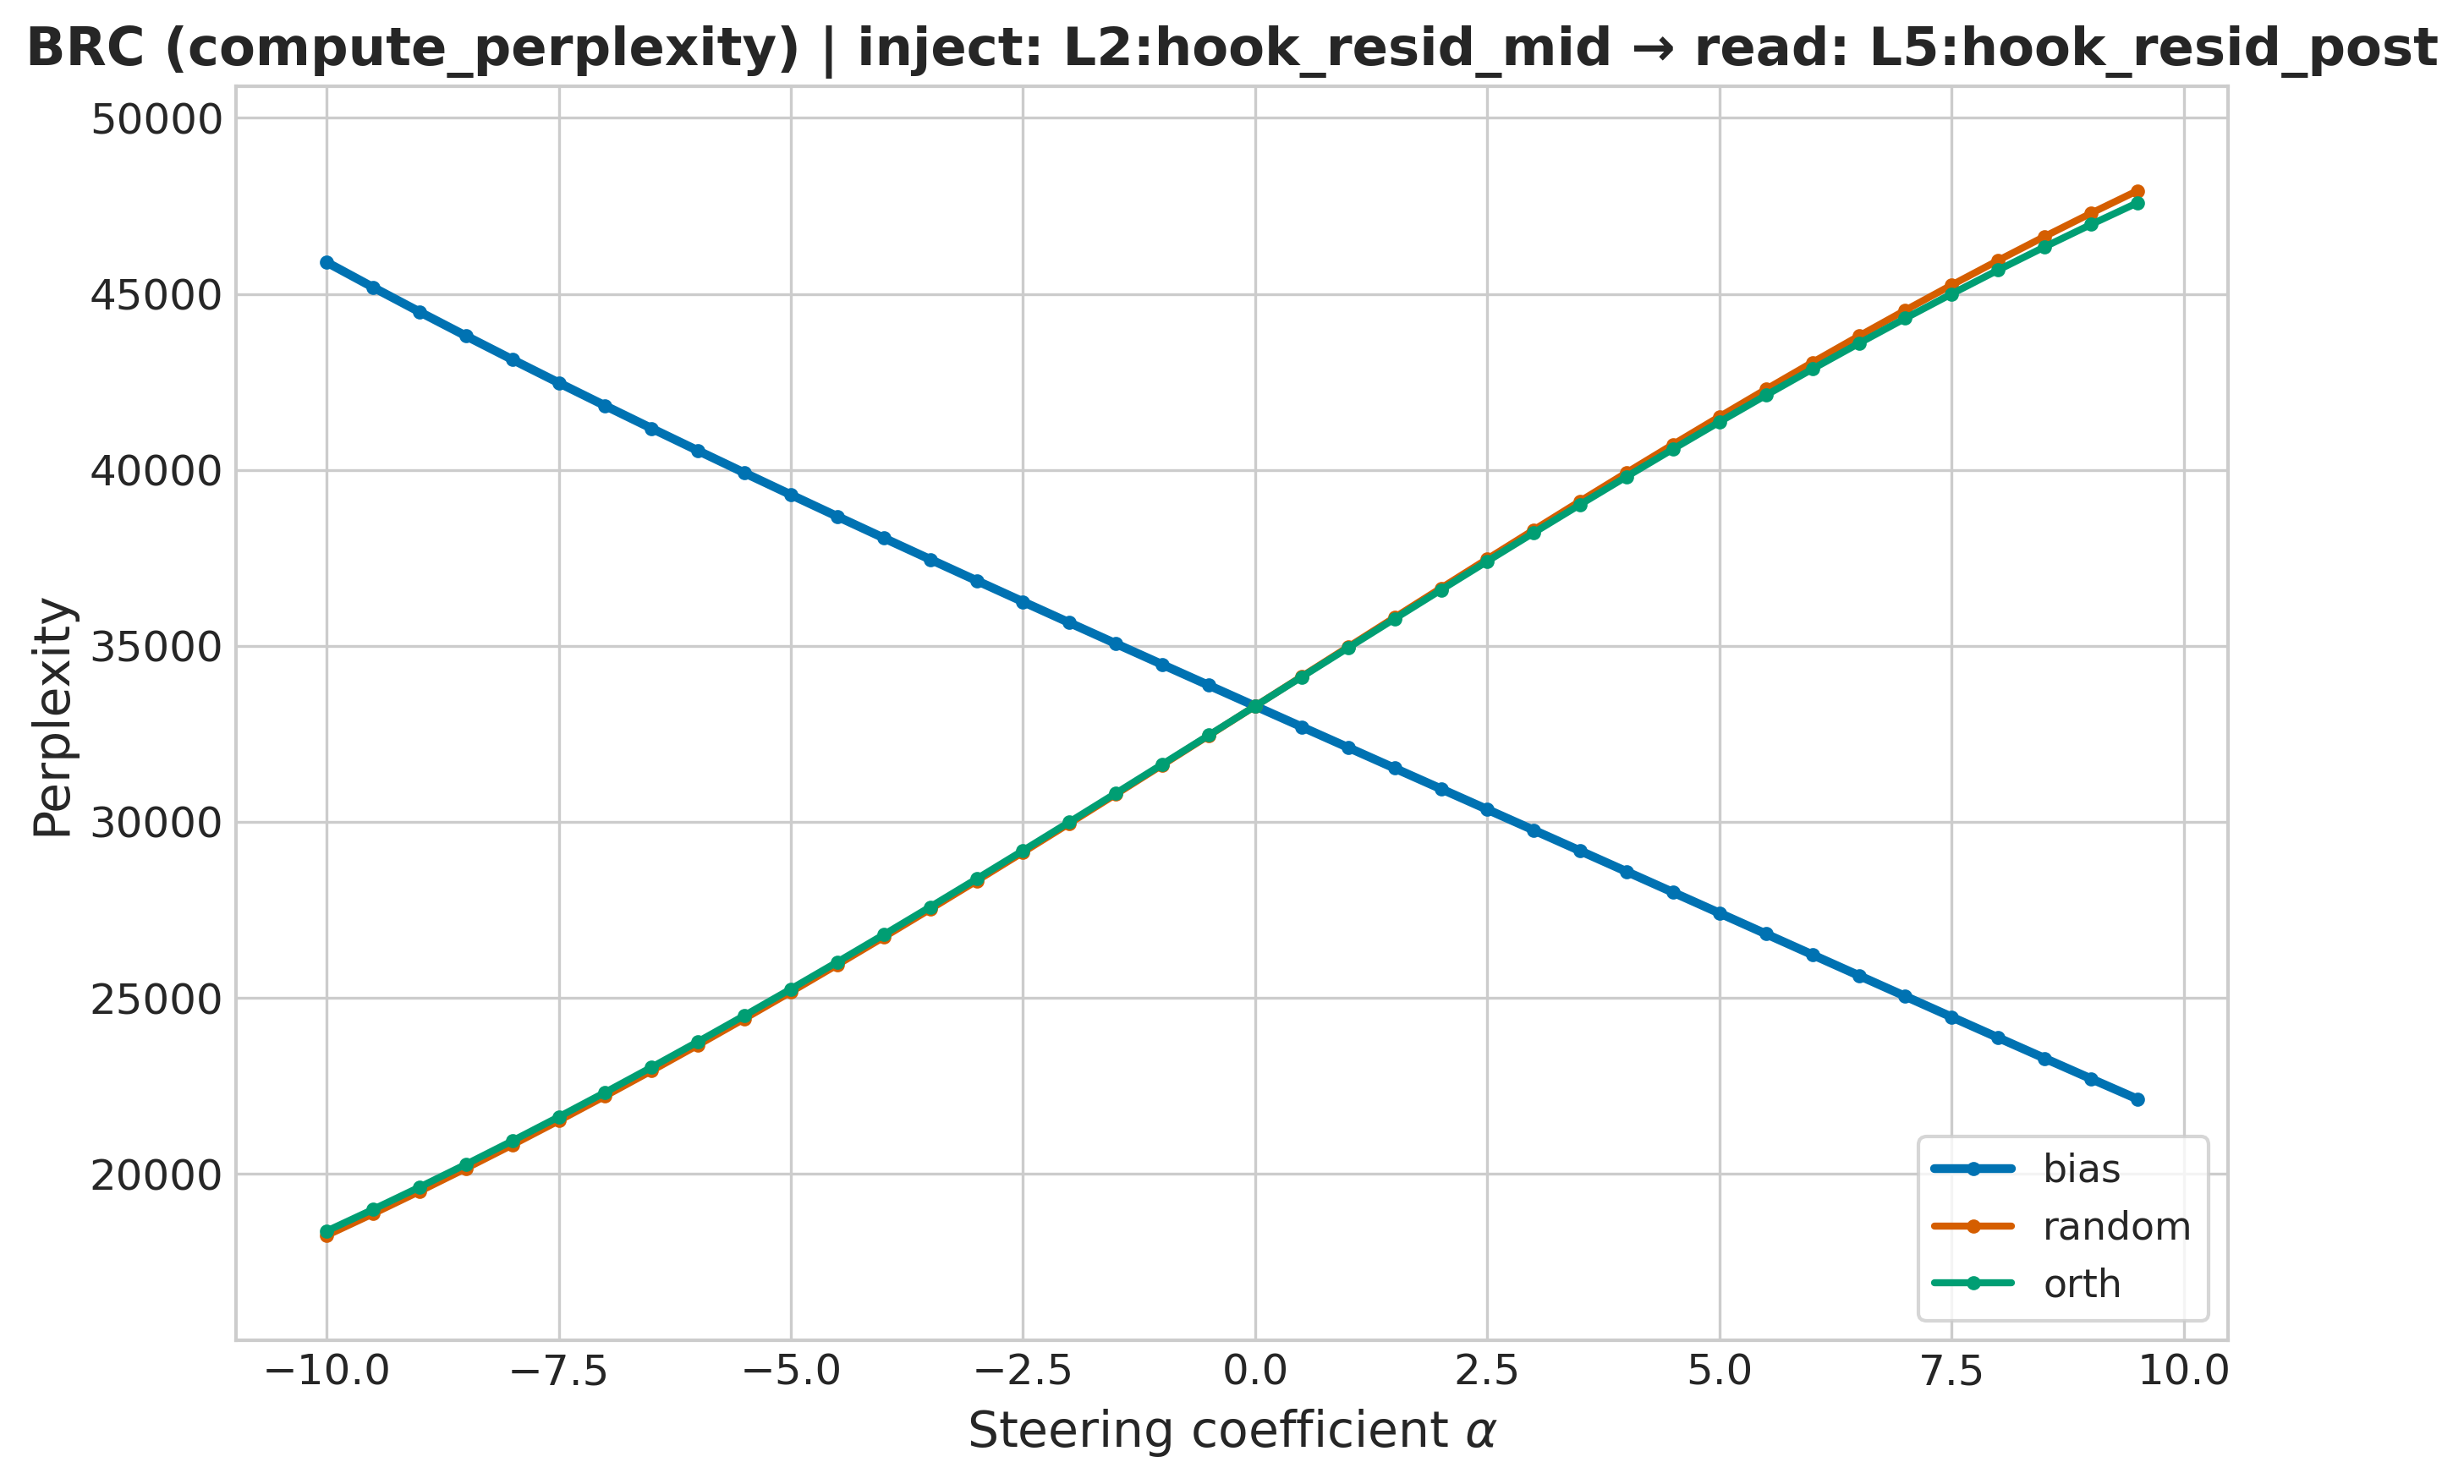 BRC (compute_perplexity) | inject: L2:hook_resid_mid → read: L5:hook_resid_post
50000
45000
40000
35000
30000
25000
20000
Perplexity
−10.0 −7.5 −5.0 −2.5 0.0 2.5 5.0 7.5 10.0
Steering coefficient α
bias
random
orth